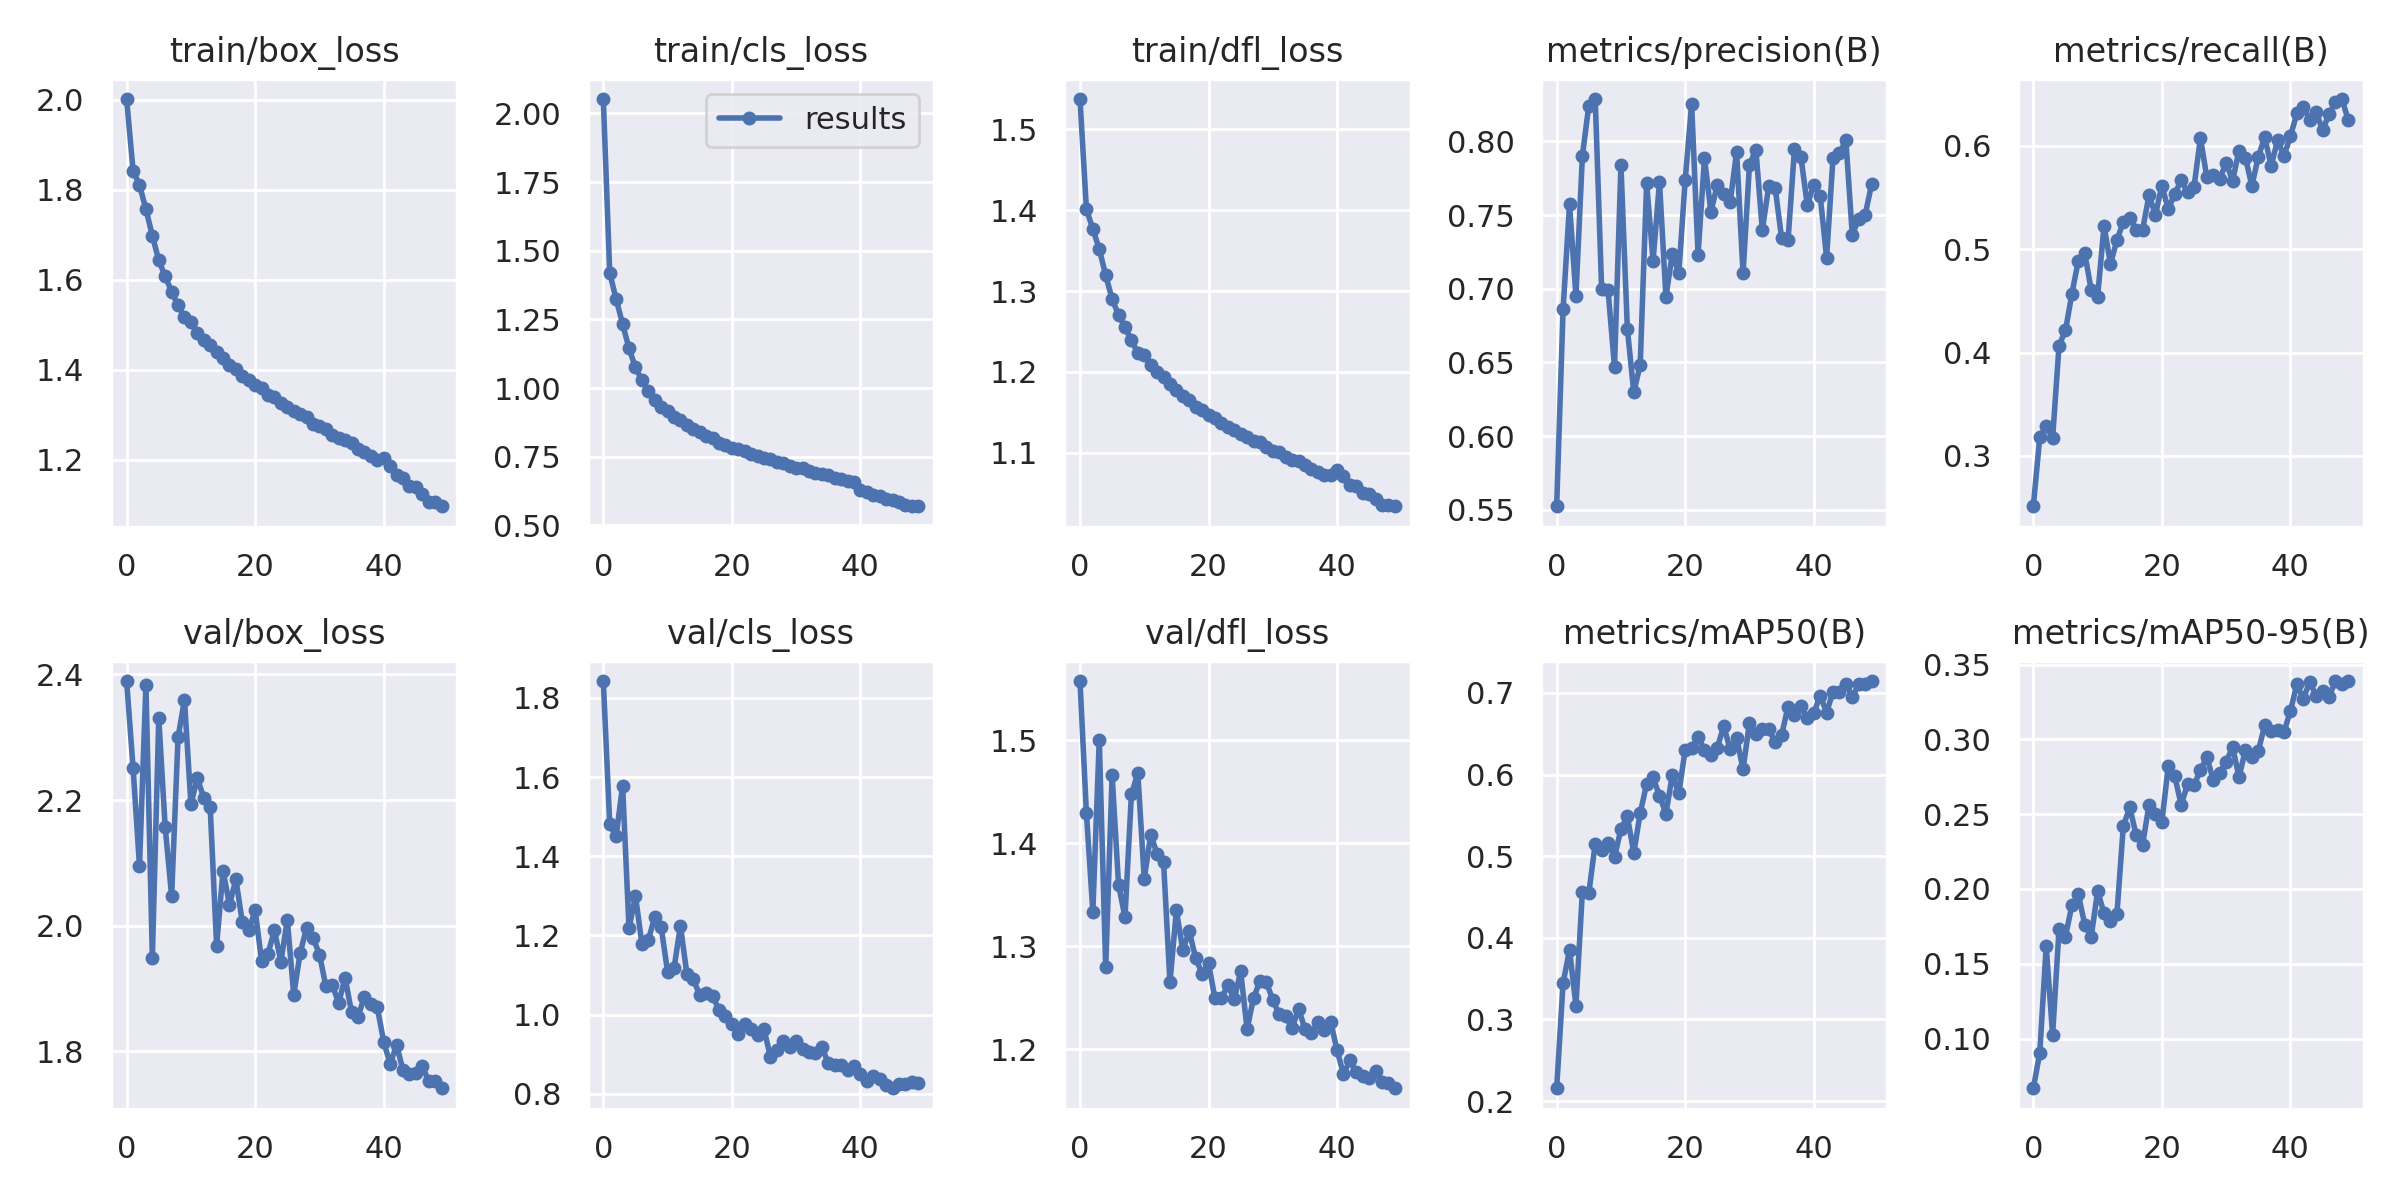 train/box_loss
2.0
1.8
1.6
1.4
1.2
0 20 40
train/cls_loss
results
2.00
1.75
1.50
1.25
1.00
0.75
0.50
0 20 40
train/dfl_loss
1.5
1.4
1.3
1.2
1.1
0 20 40
metrics/precision(B)
0.80
0.75
0.70
0.65
0.60
0.55
0 20 40
metrics/recall(B)
0.6
0.5
0.4
0.3
0 20 40
val/box_loss
2.4
2.2
2.0
1.8
0 20 40
val/cls_loss
1.8
1.6
1.4
1.2
1.0
0.8
0 20 40
val/dfl_loss
1.5
1.4
1.3
1.2
0 20 40
metrics/mAP50(B)
0.7
0.6
0.5
0.4
0.3
0.2
0 20 40
metrics/mAP50-95(B)
0.35
0.30
0.25
0.20
0.15
0.10
0 20 40